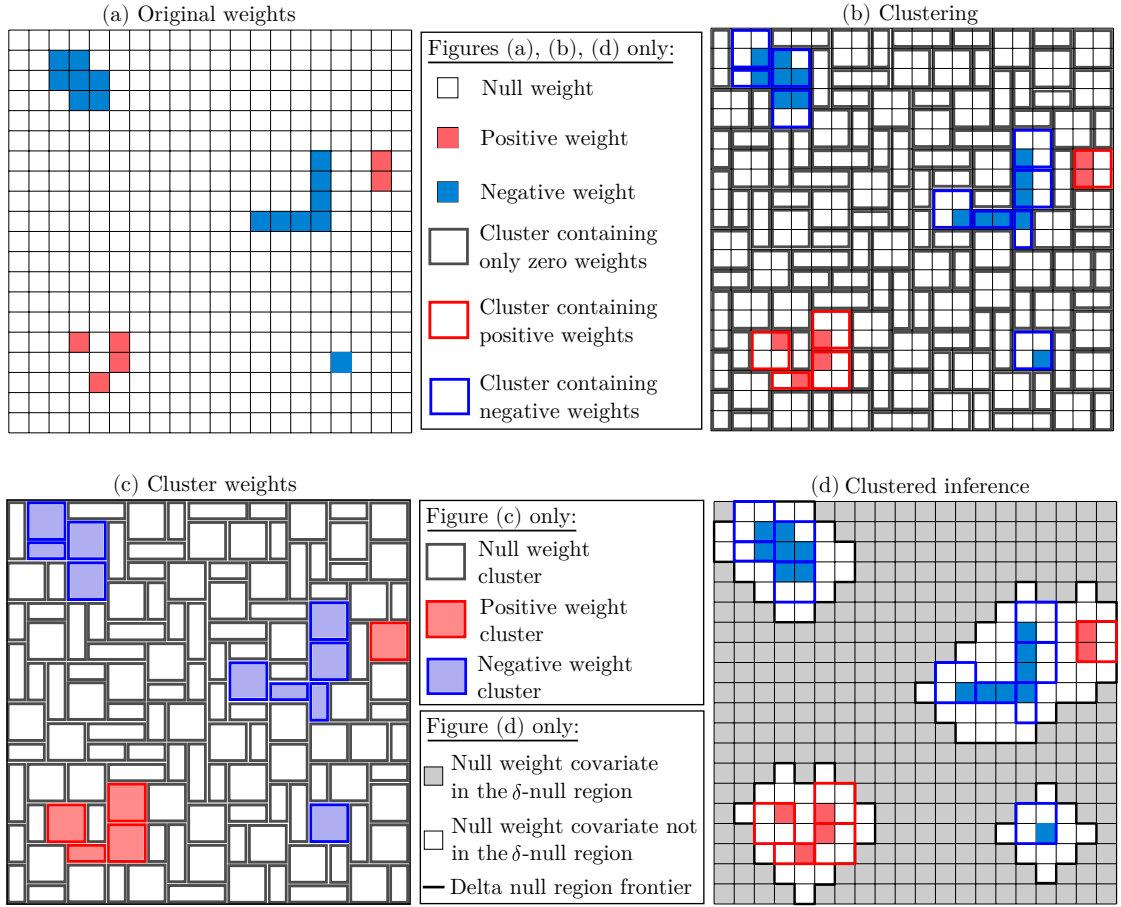 (a) Original weights
Figures (a), (b), (d) only:
Null weight
Positive weight
Negative weight
Cluster containing
only zero weights
Cluster containing
positive weights
Cluster containing
negative weights
(b) Clustering
(c) Cluster weights
Figure (c) only:
Null weight
cluster
Positive weight
cluster
Negative weight
cluster
Figure (d) only:
Null weight covariate
in the δ-null region
Null weight covariate not
in the δ-null region
Delta null region frontier
(d) Clustered inference